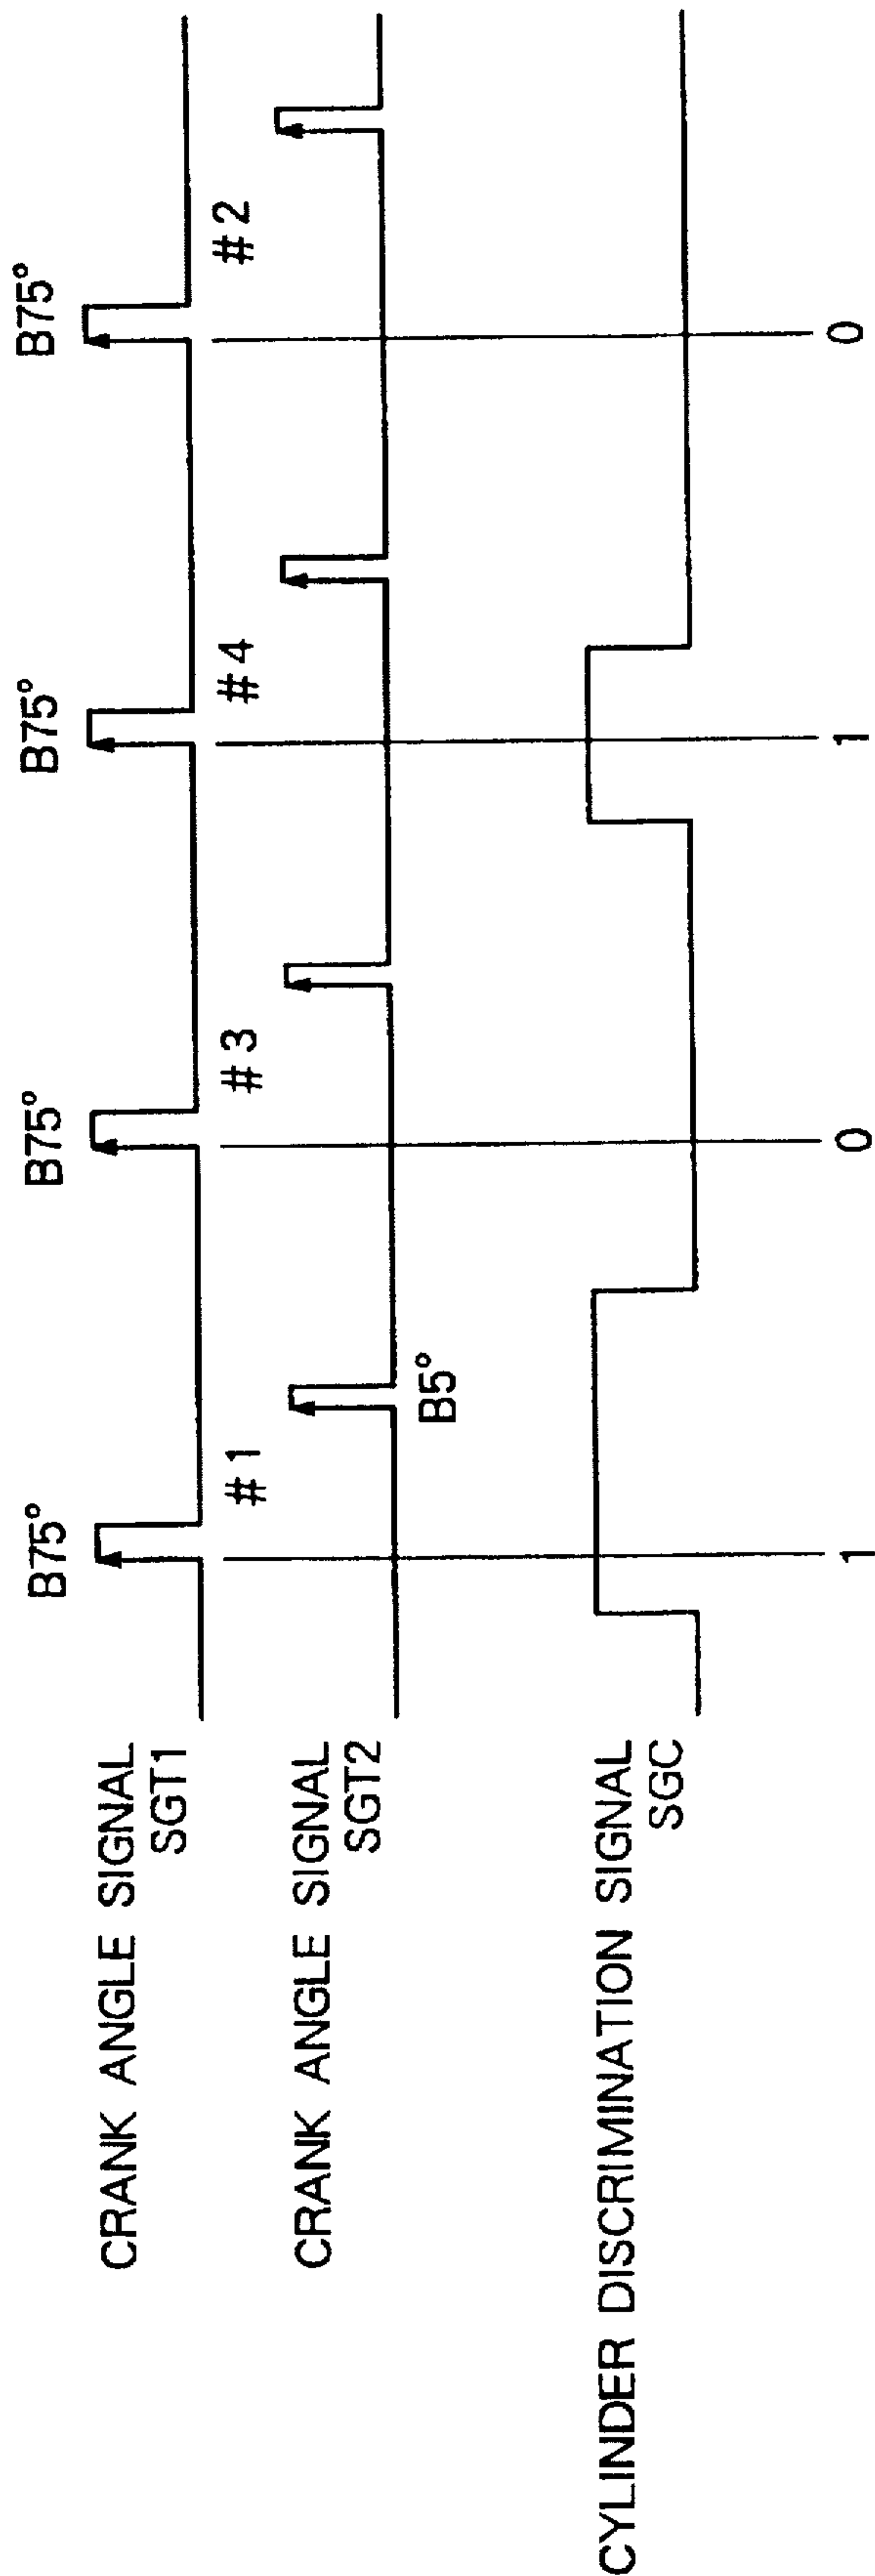 B75° B75° B75° B75°
CRANK ANGLE SIGNAL
SGT1
#1 #3 #4 #2
CRANK ANGLE SIGNAL
SGT2
B5°
CYLINDER DISCRIMINATION SIGNAL
SGC
1 0 1 0